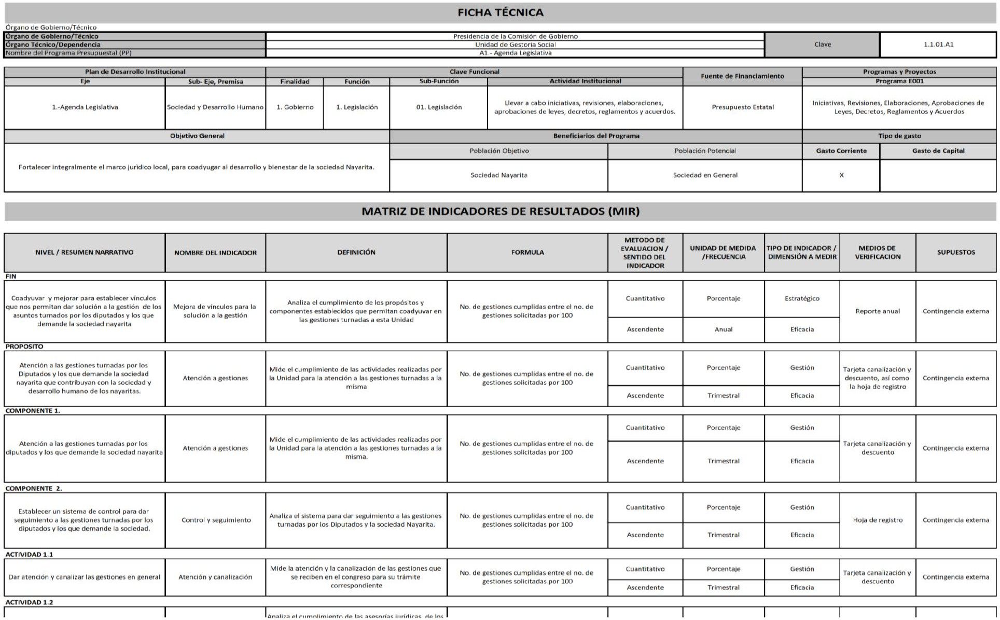 FICHA TÉCNICA
Órgano de Gobierno/Técnico
Órgano de Gobierno/Técnico
Presidencia de la Comisión de Gobierno
Órgano Técnico/Dependencia
Unidad de Gestoria Social
Nombre del Programa Presupuestal (PP)
A1.- Agenda Legislativa
Clave
1.1.01.A1
Plan de Desarrollo Institucional
Clave Funcional
Fuente de Financiamiento
Programas y Proyectos
Eje
Sub- Eje, Premisa
Finalidad
Función
Sub-Función
Actividad Institucional
Programa E001
1.-Agenda Legislativa
Sociedad y Desarrollo Humano
1. Gobierno
1. Legislación
01. Legislación
Llevar a cabo iniciativas, revisiones, elaboraciones,
aprobaciones de leyes, decretos, reglamentos y acuerdos.
Presupuesto Estatal
Iniciativas, Revisiones, Elaboraciones, Aprobaciones de
Leyes, Decretos, Reglamentos y Acuerdos
Objetivo General
Beneficiarios del Programa
Tipo de gasto
Población Objetivo
Población Potencial
Gasto Corriente
Gasto de Capital
Fortalecer integralmente el marco jurìdico local, para coadyugar al desarrollo y bienestar de la sociedad Nayarita.
Sociedad Nayarita
Sociedad en General
X
MATRIZ DE INDICADORES DE RESULTADOS (MIR)
NIVEL / RESUMEN NARRATIVO
NOMBRE DEL INDICADOR
DEFINICIÓN
FORMULA
METODO DE
EVALUACION /
SENTIDO DEL
INDICADOR
UNIDAD DE MEDIDA
/FRECUENCIA
TIPO DE INDICADOR /
DIMENSIÓN A MEDIR
MEDIOS DE
VERIFICACION
SUPUESTOS
FIN
Coadyuvar y mejorar para establecer vínculos
que nos permitan dar solución a la gestión de los
asuntos turnados por los diputados y los que
demande la sociedad nayarita
Mejora de vínculos para la
solución a la gestión
Analiza el cumplimiento de los propósitos y
componentes establecidos que permitan coadyuvar en
las gestiones turnadas a esta Unidad
No. de gestiones cumplidas entre el no. de
gestiones solicitadas por 100
Cuantitativo
Porcentaje
Estratégico
Ascendente
Anual
Eficacia
Reporte anual
Contingencia externa
PROPOSITO
Atención a las gestiones turnadas por los
Diputados y los que demande la sociedad
nayarita que contribuyan con la sociedad y
desarrollo humano de los nayaritas.
Atención a gestiones
Mide el cumplimiento de las actividades realizadas por
la Unidad para la atención a las gestiones turnadas a la
misma
No. de gestiones cumplidas entre el no. de
gestiones solicitadas por 100
Cuantitativo
Porcentaje
Gestión
Ascendente
Trimestral
Eficacia
Tarjeta canalización y
descuento, así como
la hoja de registro
Contingencia externa
COMPONENTE 1.
Atención a las gestiones turnadas por los
diputados y los que demande la sociedad nayarita
Atención a gestiones
Mide el cumplimiento de las actividades realizadas por
la Unidad para la atención a las gestiones turnadas a la
misma.
No. de gestiones cumplidas entre el no. de
gestiones solicitadas por 100
Cuantitativo
Porcentaje
Gestión
Ascendente
Trimestral
Eficacia
Tarjeta canalización y
descuento
Contingencia externa
COMPONENTE 2.
Establecer un sistema de control para dar
seguimiento a las gestiones turnadas por los
diputados y los que demande la sociedad.
Control y seguimiento
Analiza el sistema para dar seguimiento a las gestiones
turnadas por los Diputados y la sociedad Nayarita.
No. de gestiones cumplidas entre el no. de
gestiones solicitadas por 100
Cuantitativo
Porcentaje
Gestión
Ascendente
Trimestral
Eficacia
Hoja de registro
Contingencia externa
ACTIVIDAD 1.1
Dar atención y canalizar las gestiones en general
Atención y canalización
Mide la atención y la canalización de las gestiones que
se reciben en el congreso para su trámite
correspondiente
No. de gestiones cumplidas entre el no. de
gestiones solicitadas por 100
Cuantitativo
Porcentaje
Gestión
Ascendente
Trimestral
Eficacia
Tarjeta canalización y
descuento
Contingencia externa
ACTIVIDAD 1.2
Analiza el cumplimiento de las asesorías jurídicas, de los